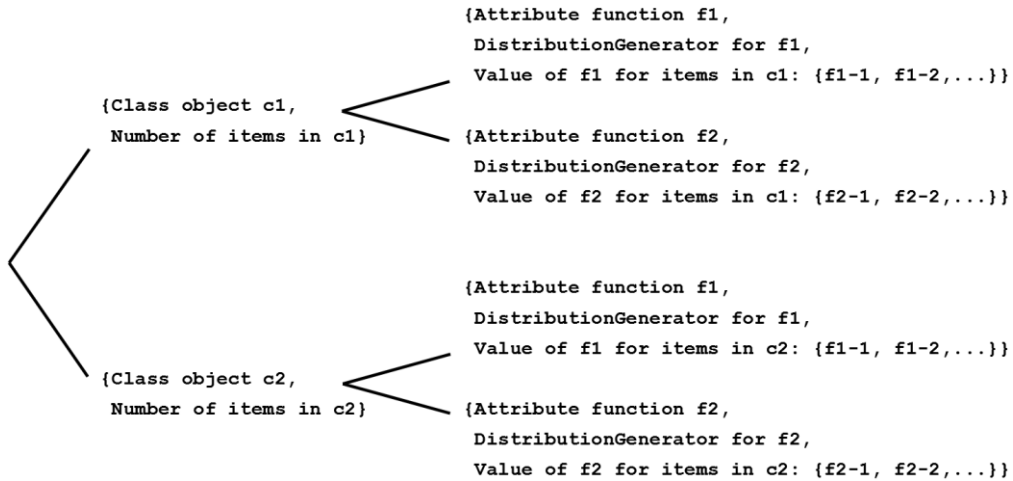 {Attribute function f1,
DistributionGenerator for f1,
Value of f1 for items in c1: {f1-1, f1-2,...}}
{Class object c1,
Number of items in c1}
{Attribute function f2,
DistributionGenerator for f2,
Value of f2 for items in c1: {f2-1, f2-2,...}}
{Attribute function f1,
DistributionGenerator for f1,
Value of f1 for items in c2: {f1-1, f1-2,...}}
{Class object c2,
Number of items in c2}
{Attribute function f2,
DistributionGenerator for f2,
Value of f2 for items in c2: {f2-1, f2-2,...}}